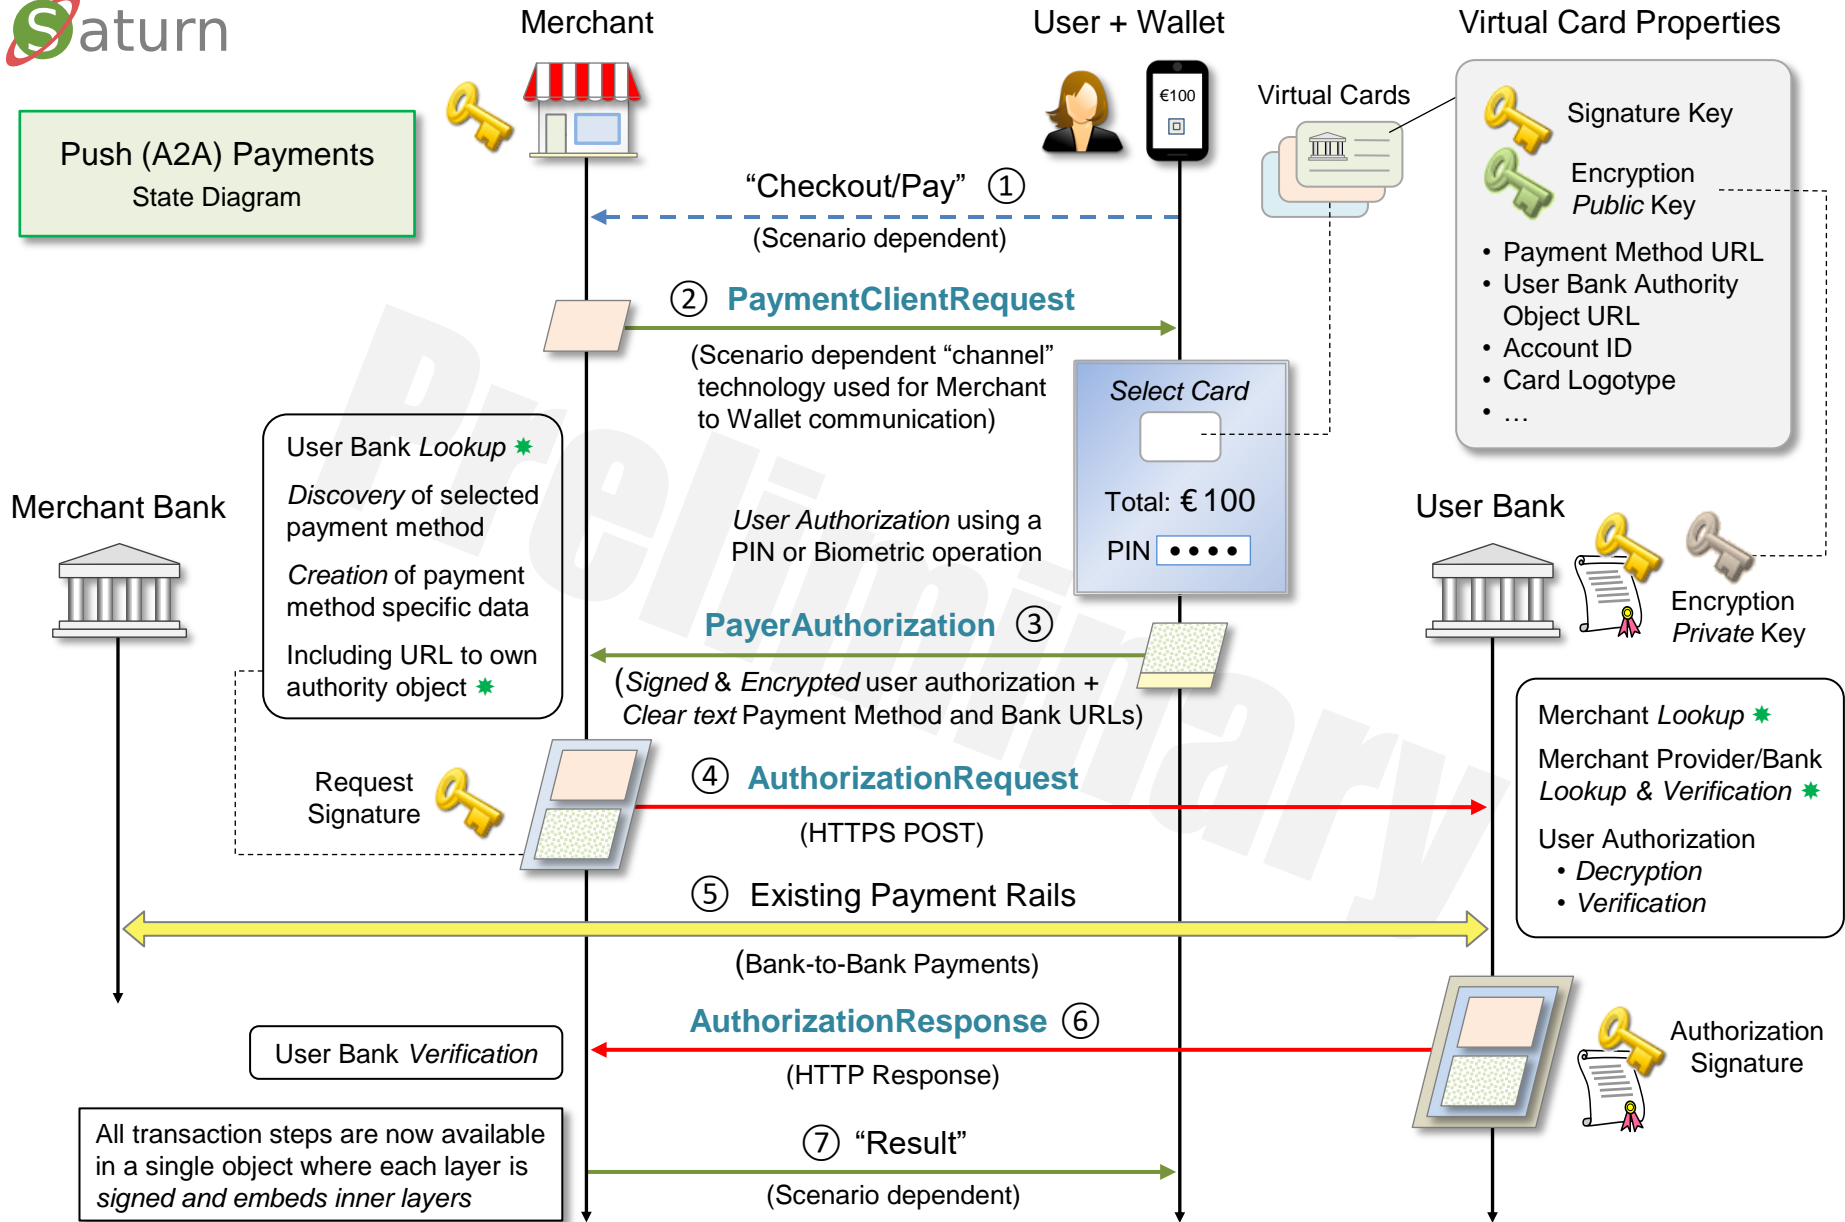 Saturn
Merchant
User + Wallet
Virtual Card Properties
Push (A2A) Payments
State Diagram
€100
Virtual Cards
Signature Key
Encryption
Public Key
• Payment Method URL
• User Bank Authority
Object URL
• Account ID
• Card Logotype
• …
“Checkout/Pay” ①
(Scenario dependent)
② PaymentClientRequest
(Scenario dependent “channel”
technology used for Merchant
to Wallet communication)
Select Card
Total: € 100
PIN
User Authorization using a
PIN or Biometric operation
User Bank Lookup ✷
Discovery of selected
payment method
Creation of payment
method specific data
Including URL to own
authority object ✷
Merchant Bank
User Bank
Encryption
Private Key
PayerAuthorization ③
(Signed & Encrypted user authorization +
Clear text Payment Method and Bank URLs)
Merchant Lookup ✷
Merchant Provider/Bank
Lookup & Verification ✷
User Authorization
• Decryption
• Verification
Request
Signature
④ AuthorizationRequest
(HTTPS POST)
⑤ Existing Payment Rails
(Bank-to-Bank Payments)
AuthorizationResponse ⑥
(HTTP Response)
User Bank Verification
Authorization
Signature
All transaction steps are now available
in a single object where each layer is
signed and embeds inner layers
⑦ “Result”
(Scenario dependent)
Preliminary